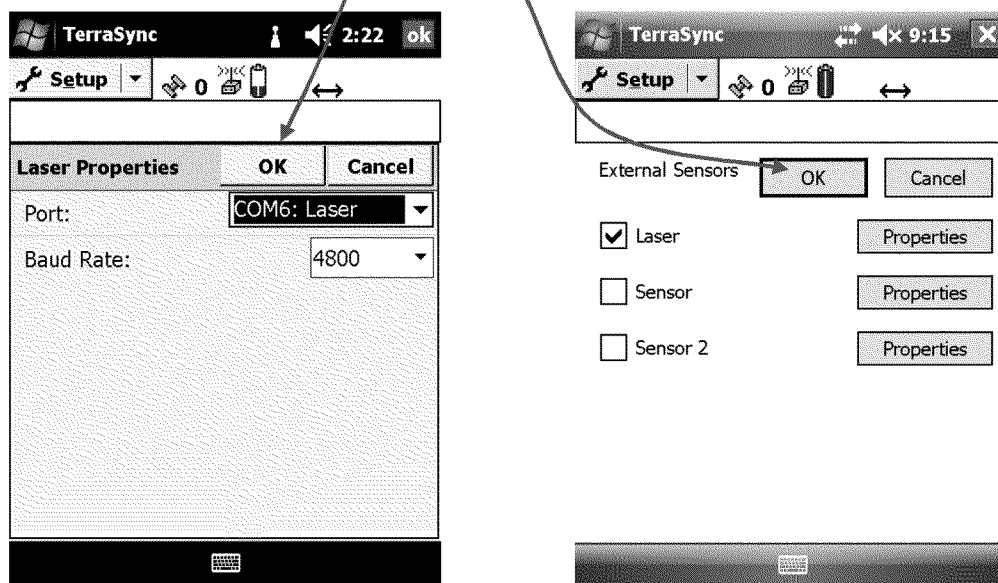 TerraSync 2:22 ok
Setup 0
Laser Properties OK Cancel
Port: COM6: Laser
Baud Rate: 4800
TerraSync 9:15 X
Setup 0
External Sensors OK Cancel
Laser Properties
Sensor Properties
Sensor 2 Properties